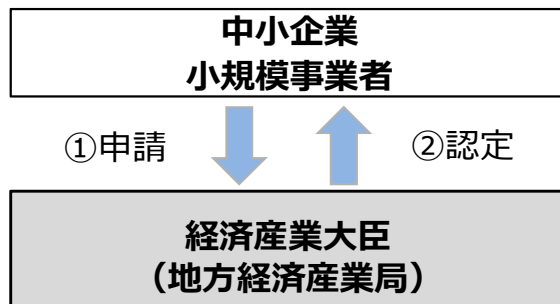 中小企業
小規模事業者
①申請
②認定
経済産業大臣
（地方経済産業局）